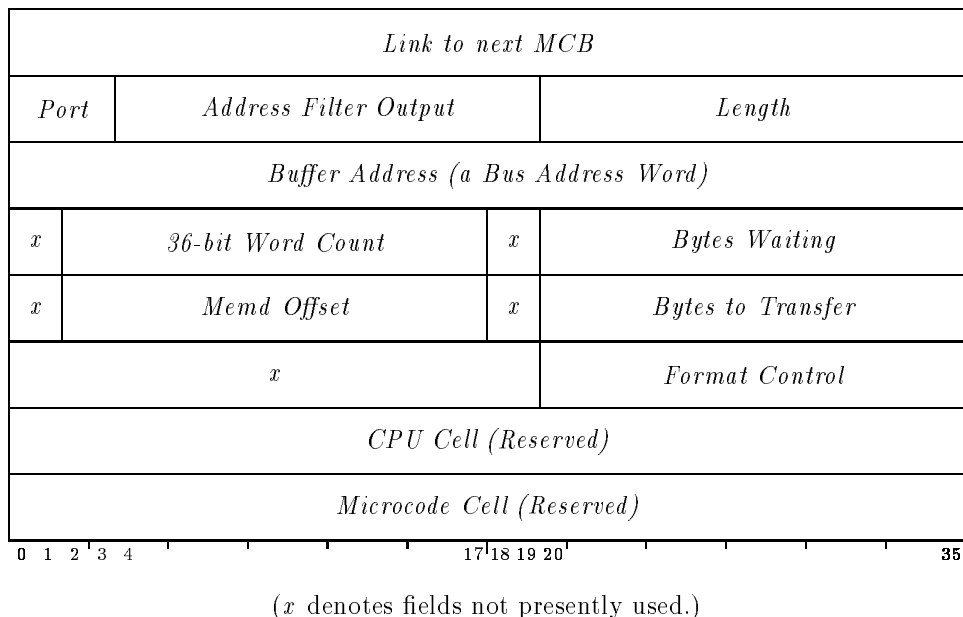 Link to next MCB
Port Address Filter Output Length
Buffer Address (a Bus Address Word)
x 36-bit Word Count x Bytes Waiting
x Memd Offset x Bytes to Transfer
x Format Control
CPU Cell (Reserved)
Microcode Cell (Reserved)
0 1 2 3 4 17 18 19 20 35
(x denotes fields not presently used.)